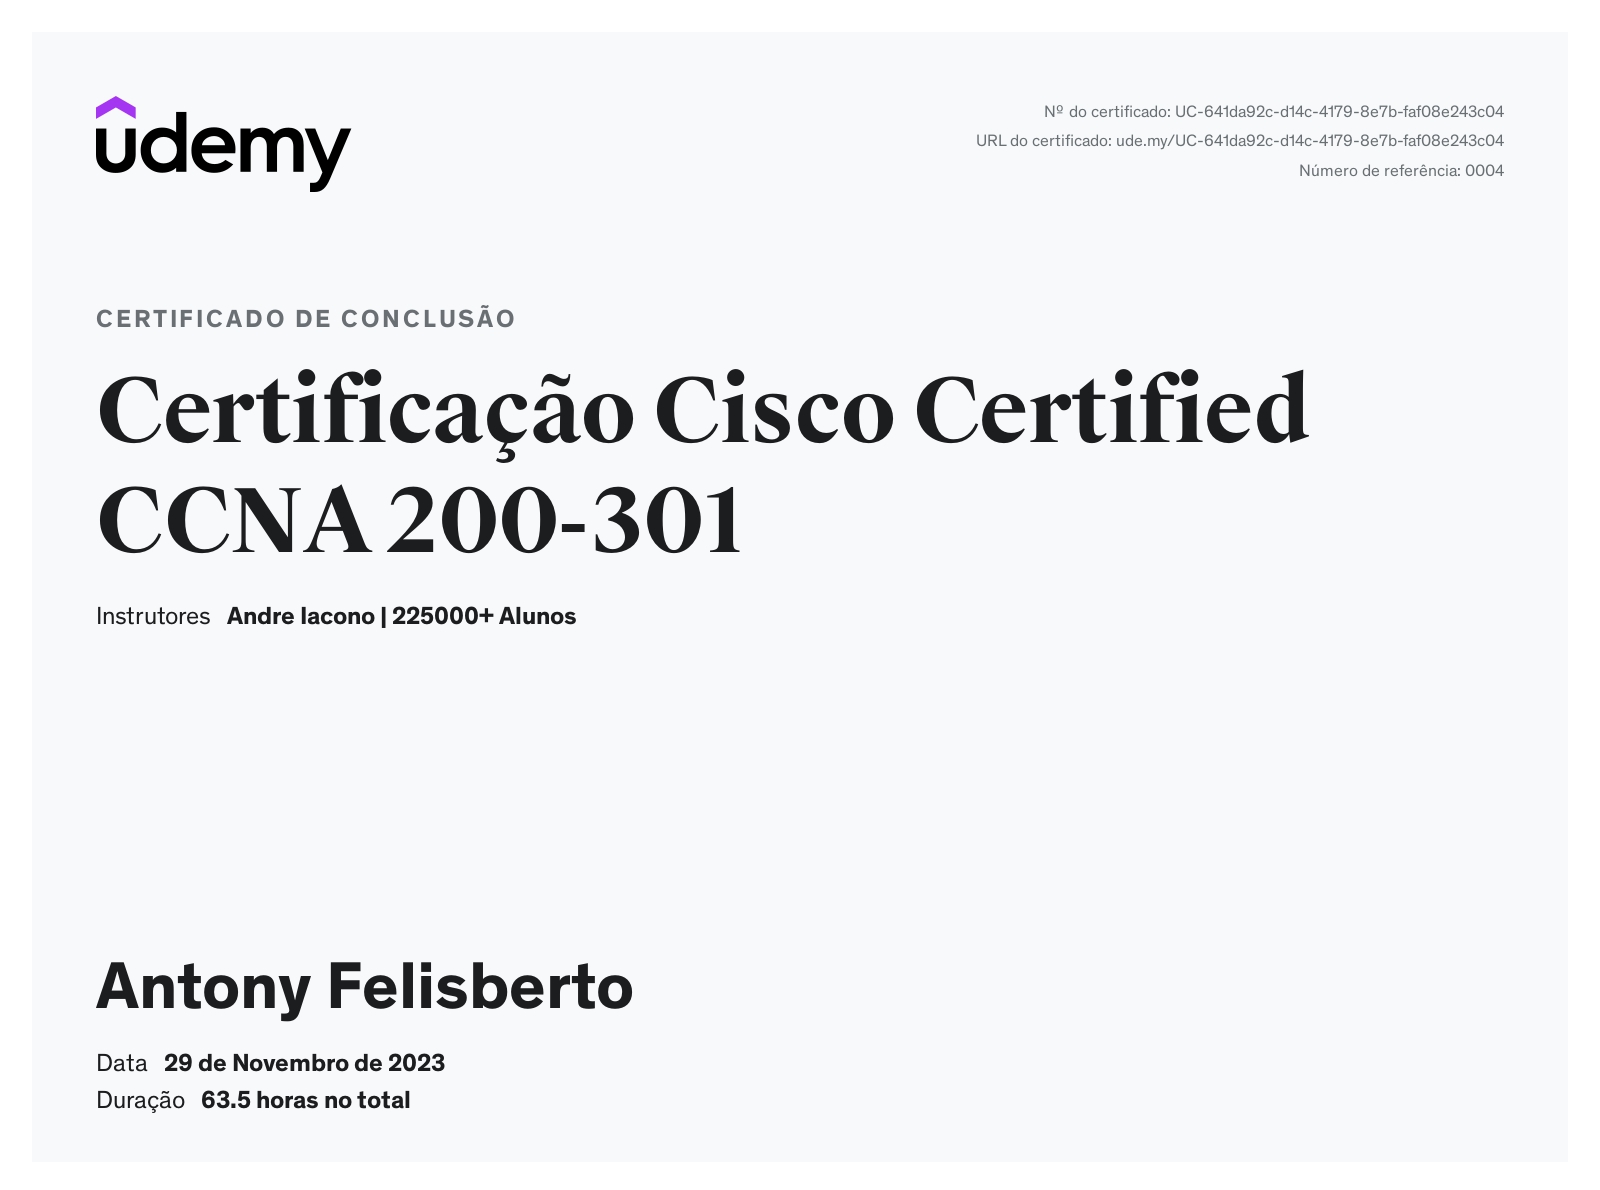 udemy
Nº do certificado: UC-641da92c-d14c-4179-8e7b-faf08e243c04
URL do certificado: ude.my/UC-641da92c-d14c-4179-8e7b-faf08e243c04
Número de referência: 0004
CERTIFICADO DE CONCLUSÃO
Certificação Cisco Certified
CCNA 200-301
Instrutores Andre Iacono | 225000+ Alunos
Antony Felisberto
Data 29 de Novembro de 2023
Duração 63.5 horas no total